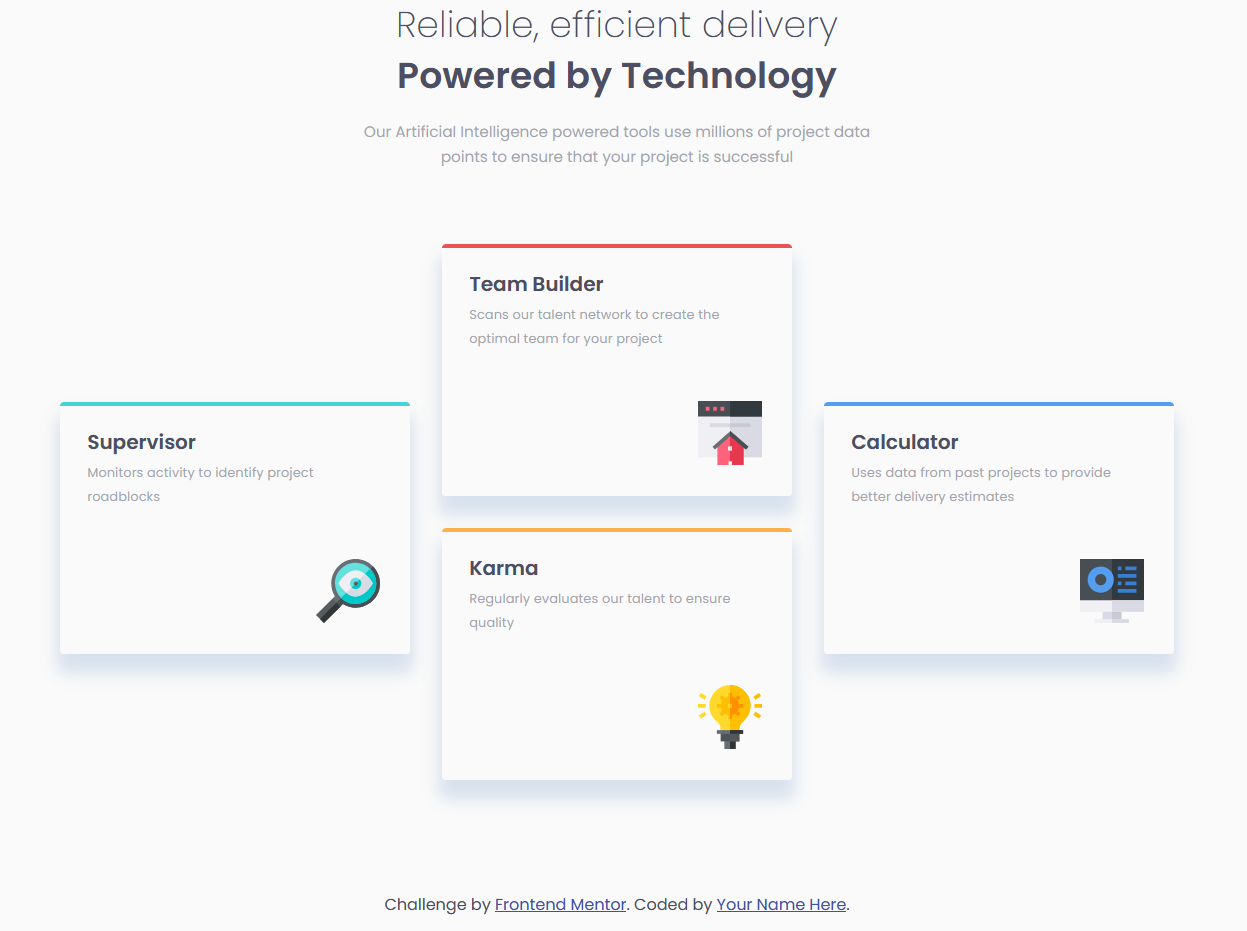 Reliable, efficient delivery
Powered by Technology
Our Artificial Intelligence powered tools use millions of project data
points to ensure that your project is successful
Team Builder
Scans our talent network to create the
optimal team for your project
Supervisor
Monitors activity to identify project
roadblocks
Calculator
Uses data from past projects to provide
better delivery estimates
Karma
Regularly evaluates our talent to ensure
quality
Challenge by Frontend Mentor. Coded by Your Name Here.